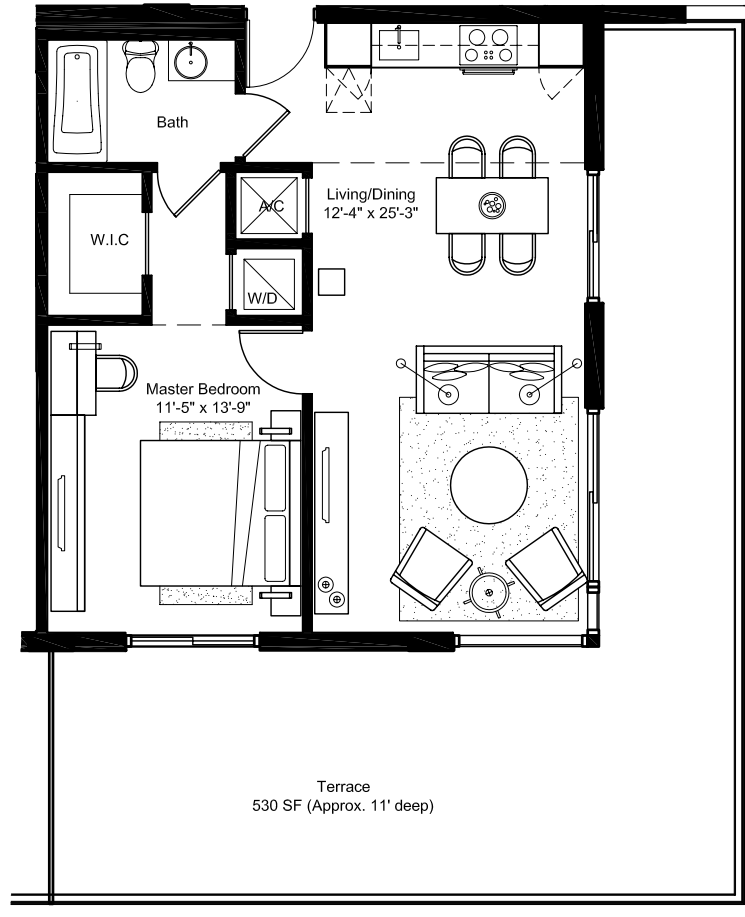 Bath
Living/Dining
12'-4" x 25'-3"
A/C
W.I.C
W/D
Master Bedroom
11'-5" x 13'-9"
Terrace
530 SF (Approx. 11' deep)